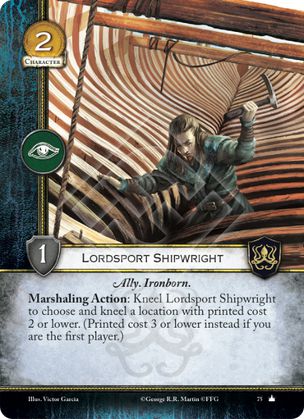 2
CHARACTER
1
LORDSPORT SHIPWRIGHT
Ally. Ironborn.
Marshaling Action: Kneel Lordsport Shipwright
to choose and kneel a location with printed cost
2 or lower. (Printed cost 3 or lower instead if you
are the first player.)
Illus. Victor Garcia ©George R.R. Martin ©FFG 75